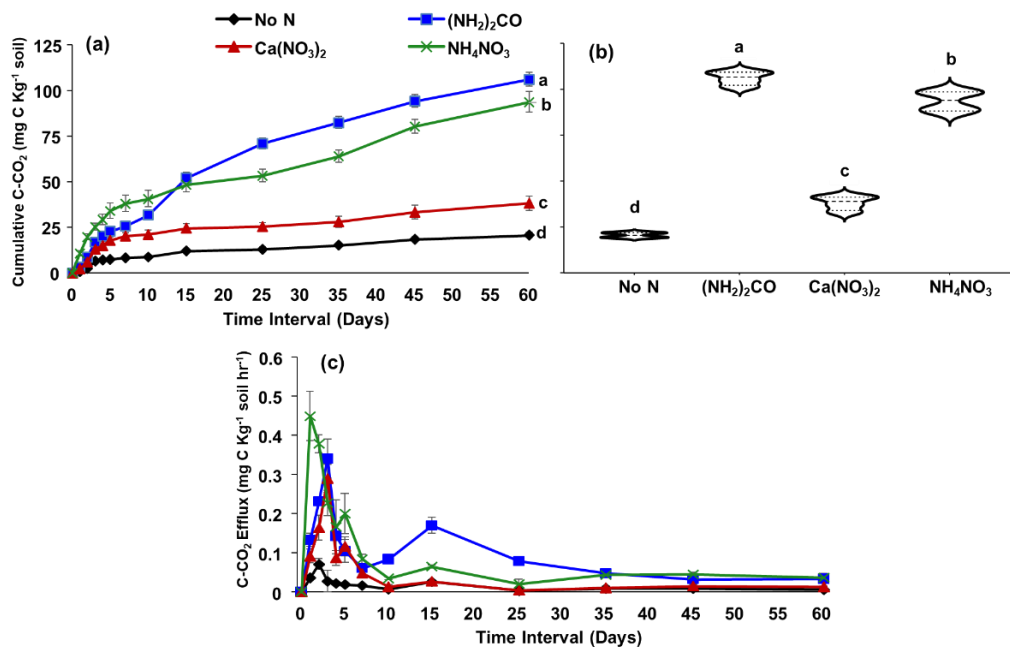 No N
(NH₂)₂CO
Ca(NO₃)₂
NH₄NO₃
(a)
125
100
75
50
25
0
Cumulative C-CO₂ (mg C Kg⁻¹ soil)
a
b
c
d
0 5 10 15 20 25 30 35 40 45 50 55 60
Time Interval (Days)
(b)
a
b
c
d
No N (NH₂)₂CO Ca(NO₃)₂ NH₄NO₃
(c)
0.6
0.5
0.4
0.3
0.2
0.1
0
C-CO₂ Efflux (mg C Kg⁻¹ soil hr⁻¹)
0 5 10 15 20 25 30 35 40 45 50 55 60
Time Interval (Days)